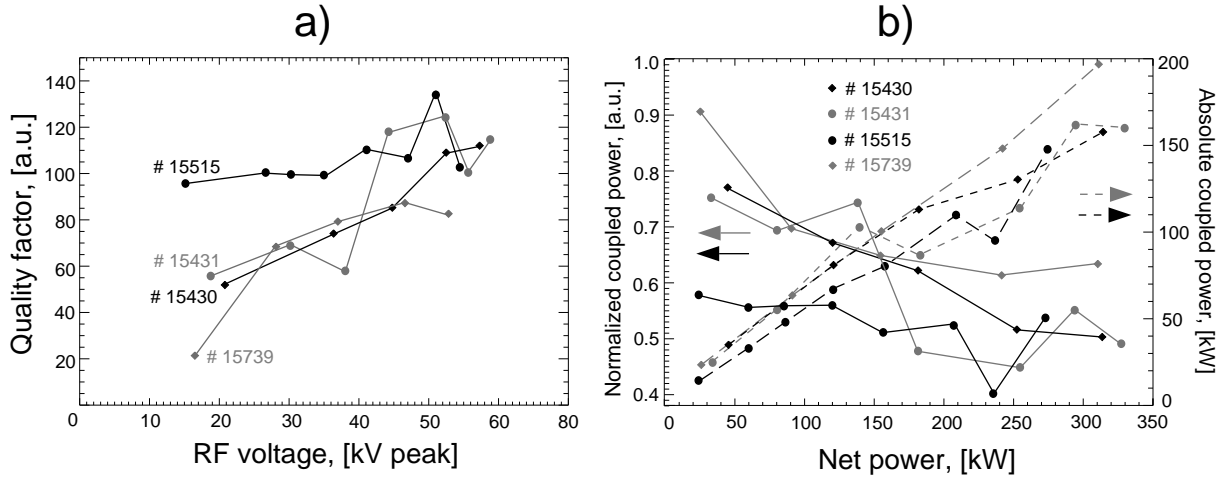 a)
Quality factor, [a.u.]
140
120
100
80
60
40
20
# 15515
# 15431
# 15430
# 15739
0 10 20 30 40 50 60 70 80
RF voltage, [kV peak]
b)
Normalized coupled power, [a.u.]
1.0
0.9
0.8
0.7
0.6
0.5
0.4
# 15430
# 15431
# 15515
# 15739
200
150
100
50
0
Absolute coupled power,
[kW]
0 50 100 150 200 250 300 350
Net power, [kW]